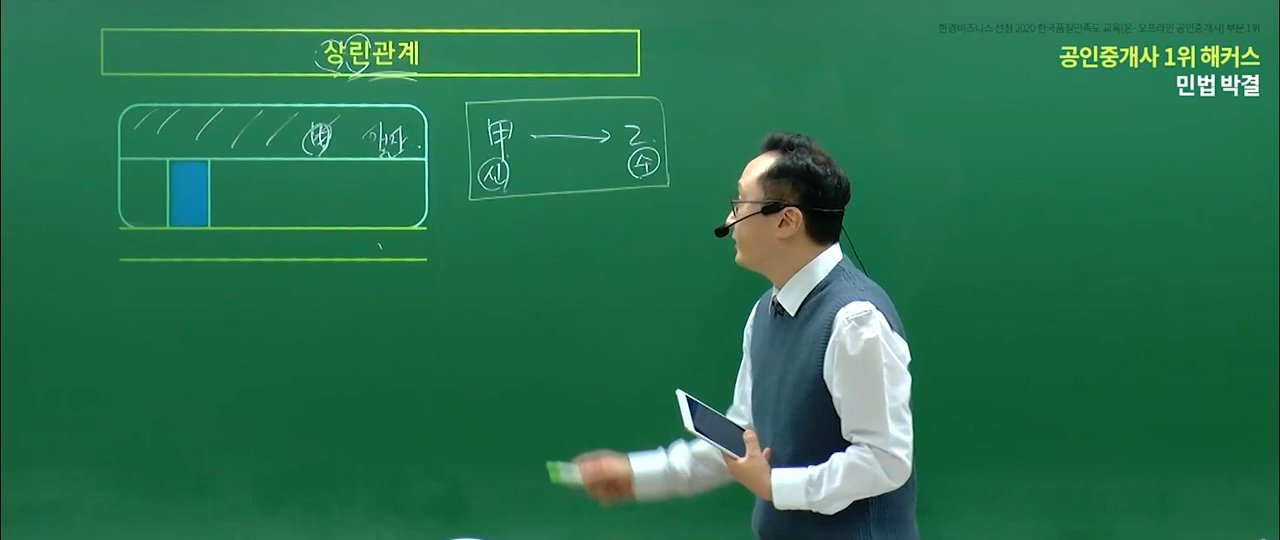 한경비즈니스 선정 2020 한국품질만족도 교육(온·오프라인 공인중개사) 부문 1위
공인중개사 1위 해커스
민법 박결
상린관계
甲 乙
신 수